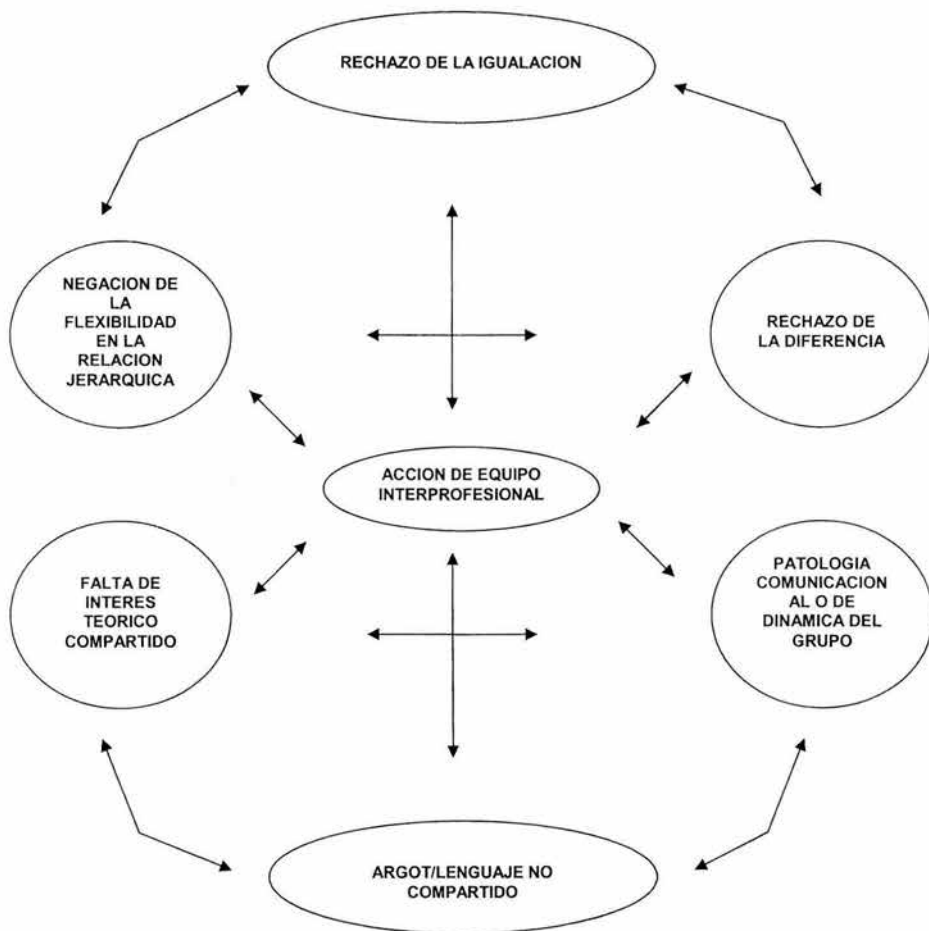 RECHAZO DE LA IGUALACION
NEGACION DE
LA
FLEXIBILIDAD
EN LA
RELACION
JERARQUICA
RECHAZO DE
LA DIFERENCIA
ACCION DE EQUIPO
INTERPROFESIONAL
FALTA DE
INTERES
TEORICO
COMPARTIDO
PATOLOGIA
COMUNICACION
AL O DE
DINAMICA DEL
GRUPO
ARGOT/LENGUAJE NO
COMPARTIDO